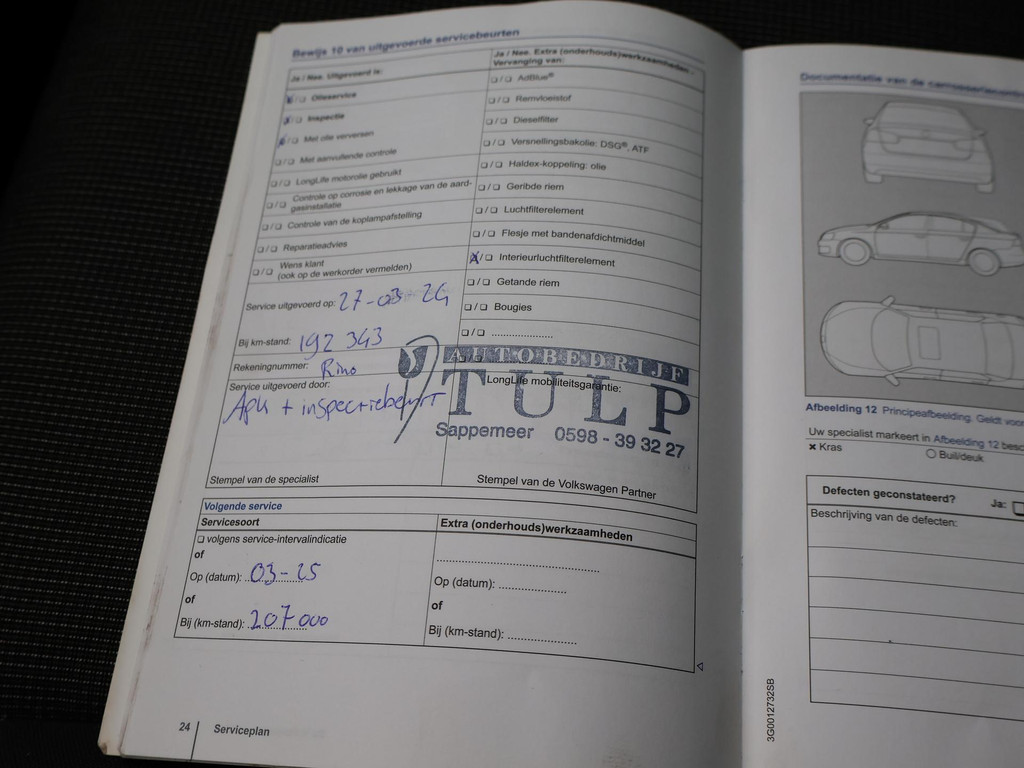 Bewijs 10 van uitgevoerde servicebeurten
Ja / Nee. Uitgevoerd is:
❑/❑ Olieservice
❑/❑ Inspectie
❑/❑ Met olie verversen
❑/❑ Met aanvullende controle
❑/❑ LongLife motorolie gebruikt
❑/❑ Controle op corrosie en lekkage van de aard-
gasinstallatie
❑/❑ Controle van de koplampafstelling
❑/❑ Reparatieadvies
❑/❑ Wens klant
(ook op de werkorder vermelden)
Ja / Nee. Extra (onderhouds)werkzaamheden -
Vervanging van:
❑/❑ AdBlue®
❑/❑ Remvloeistof
❑/❑ Dieselfilter
❑/❑ Versnellingsbakolie: DSG®, ATF
❑/❑ Haldex-koppeling: olie
❑/❑ Geribde riem
❑/❑ Luchtfilterelement
❑/❑ Flesje met bandenafdichtmiddel
❑/❑ Interieurluchtfilterelement
❑/❑ Getande riem
❑/❑ Bougies
❑/❑ ..................
Service uitgevoerd op: 27-03-24
Bij km-stand: 192 343
Rekeningnummer: Rino
Service uitgevoerd door:
Apk + inspectiebeurt
LongLife mobiliteitsgarantie:
AUTOBEDRIJF
TULP
Sappemeer 0598 - 39 32 27
Stempel van de specialist
Stempel van de Volkswagen Partner
Volgende service
Servicesoort
❑ volgens service-intervalindicatie
of
Op (datum): 03-25
of
Bij (km-stand): 207 000
Extra (onderhouds)werkzaamheden
Op (datum): ..................
of
Bij (km-stand): ..................
24
Serviceplan
Documentatie van de carrosseriecontr
Afbeelding 12 Principeafbeelding. Geldt voor
Uw specialist markeert in Afbeelding 12 besc
× Kras
○ Buil/deuk
Defecten geconstateerd?
Ja: ❑
Beschrijving van de defecten:
3G0012732SB